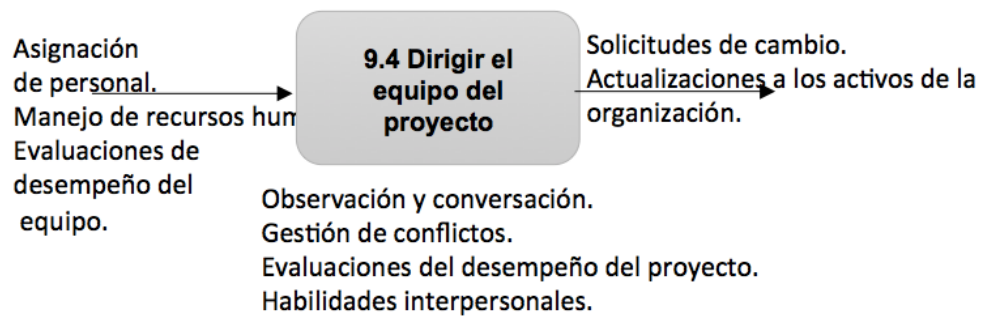 Asignación
de personal.
Manejo de recursos hum
Evaluaciones de
desempeño del
equipo.
9.4 Dirigir el
equipo del
proyecto
Solicitudes de cambio.
Actualizaciones a los activos de la
organización.
Observación y conversación.
Gestión de conflictos.
Evaluaciones del desempeño del proyecto.
Habilidades interpersonales.